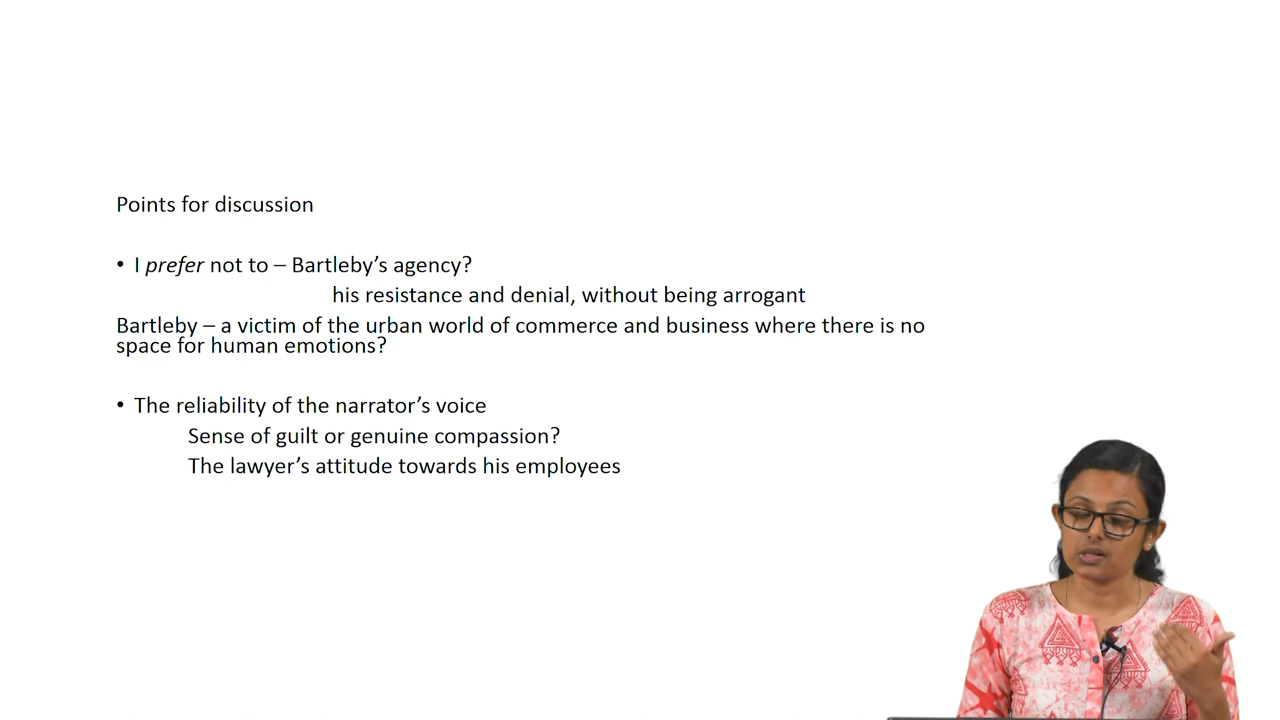 Points for discussion
• I prefer not to – Bartleby’s agency?
his resistance and denial, without being arrogant
Bartleby – a victim of the urban world of commerce and business where there is no
space for human emotions?
• The reliability of the narrator’s voice
Sense of guilt or genuine compassion?
The lawyer’s attitude towards his employees